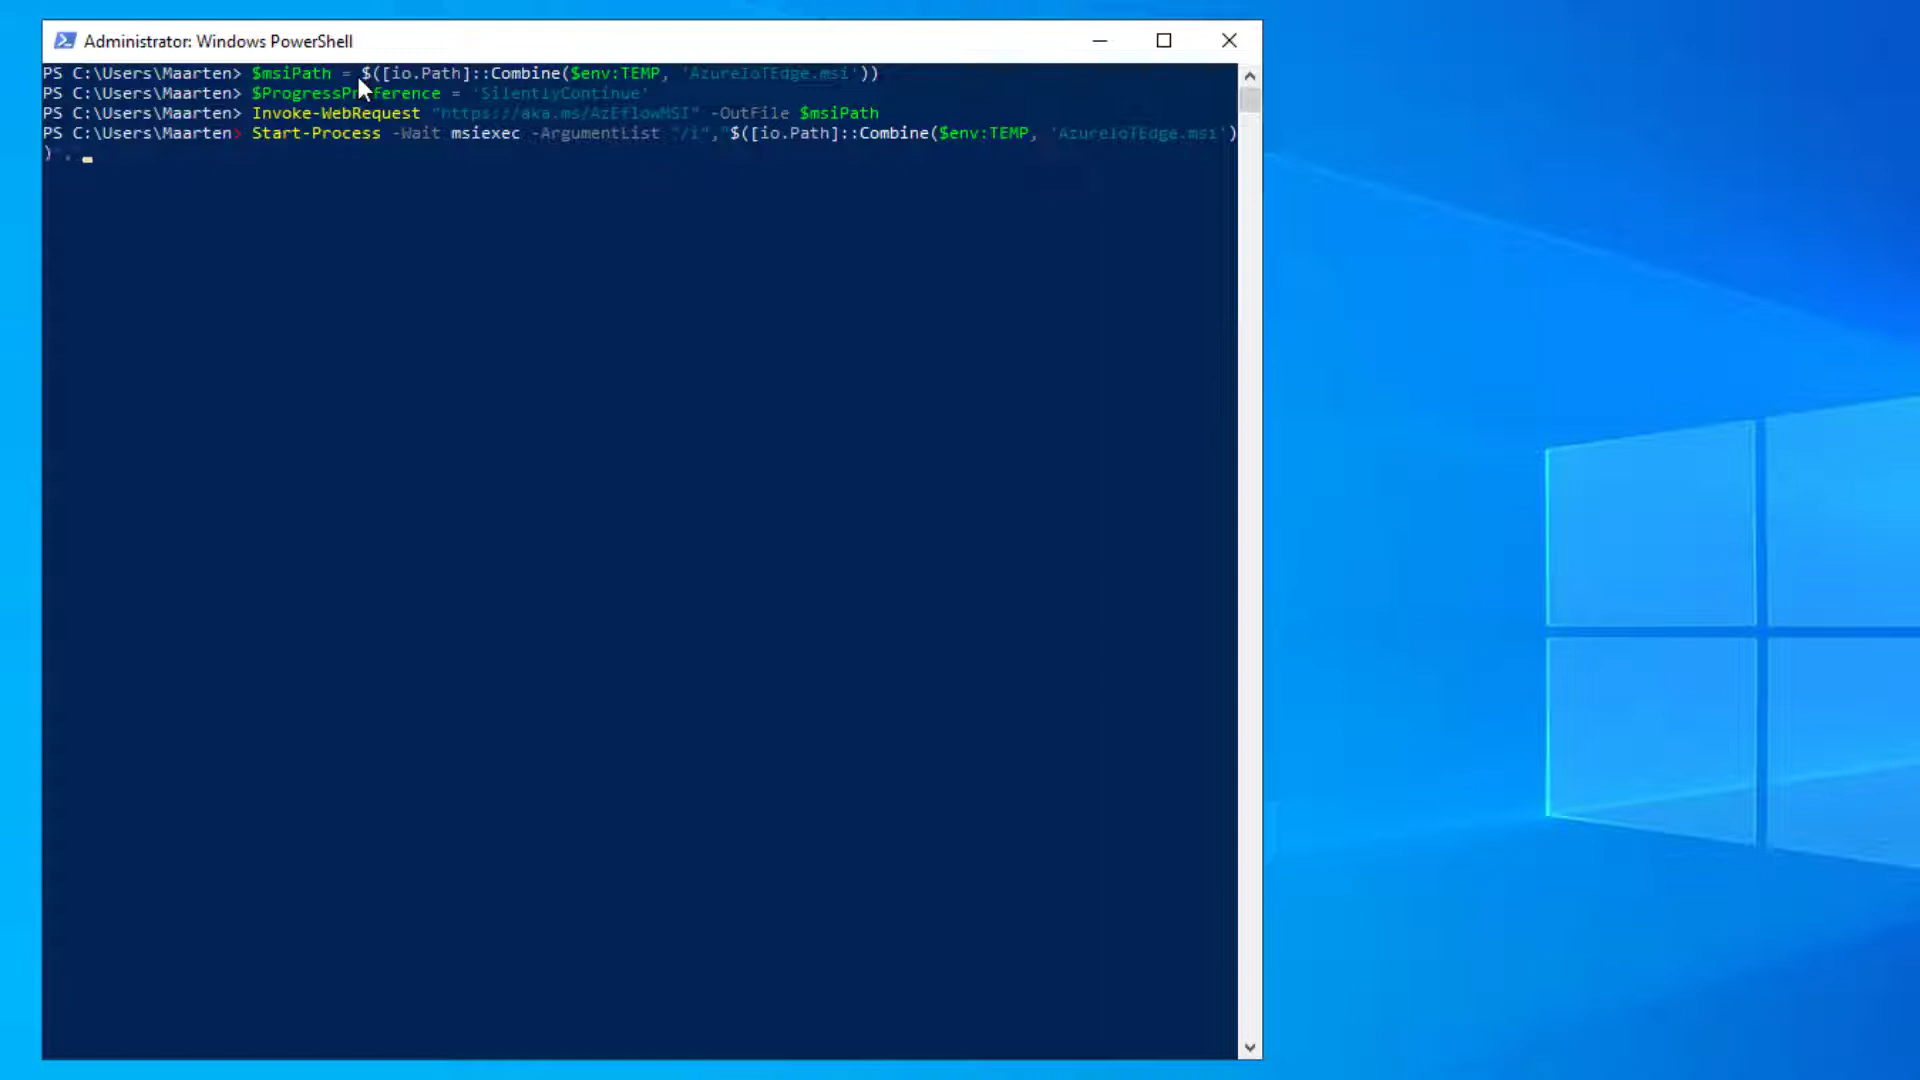 Administrator: Windows PowerShell
PS C:\Users\Maarten> $msiPath = $([io.Path]::Combine($env:TEMP, 'AzureIoTEdge.msi'))
PS C:\Users\Maarten> $ProgressPreference = 'SilentlyContinue'
PS C:\Users\Maarten> Invoke-WebRequest "https://aka.ms/AzEflowMSI" -OutFile $msiPath
PS C:\Users\Maarten> Start-Process -Wait msiexec -ArgumentList "/i","$([io.Path]::Combine($env:TEMP, 'AzureIoTEdge.msi')
)